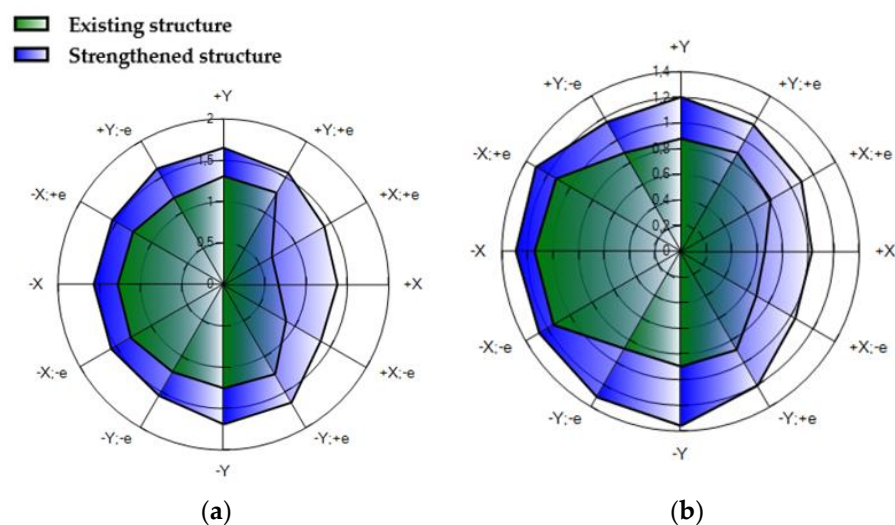 Existing structure
Strengthened structure
+Y
+Y;-e
+Y;+e
-X;+e
+X;+e
-X
+X
-X;-e
+X;-e
-Y;-e
-Y;+e
-Y
2
1,5
1
0,5
0
(a)
+Y
+Y;-e
+Y;+e
-X;+e
+X;+e
-X
+X
-X;-e
+X;-e
-Y;-e
-Y;+e
-Y
1,4
1,2
1
0,8
0,6
0,4
0,2
0
(b)